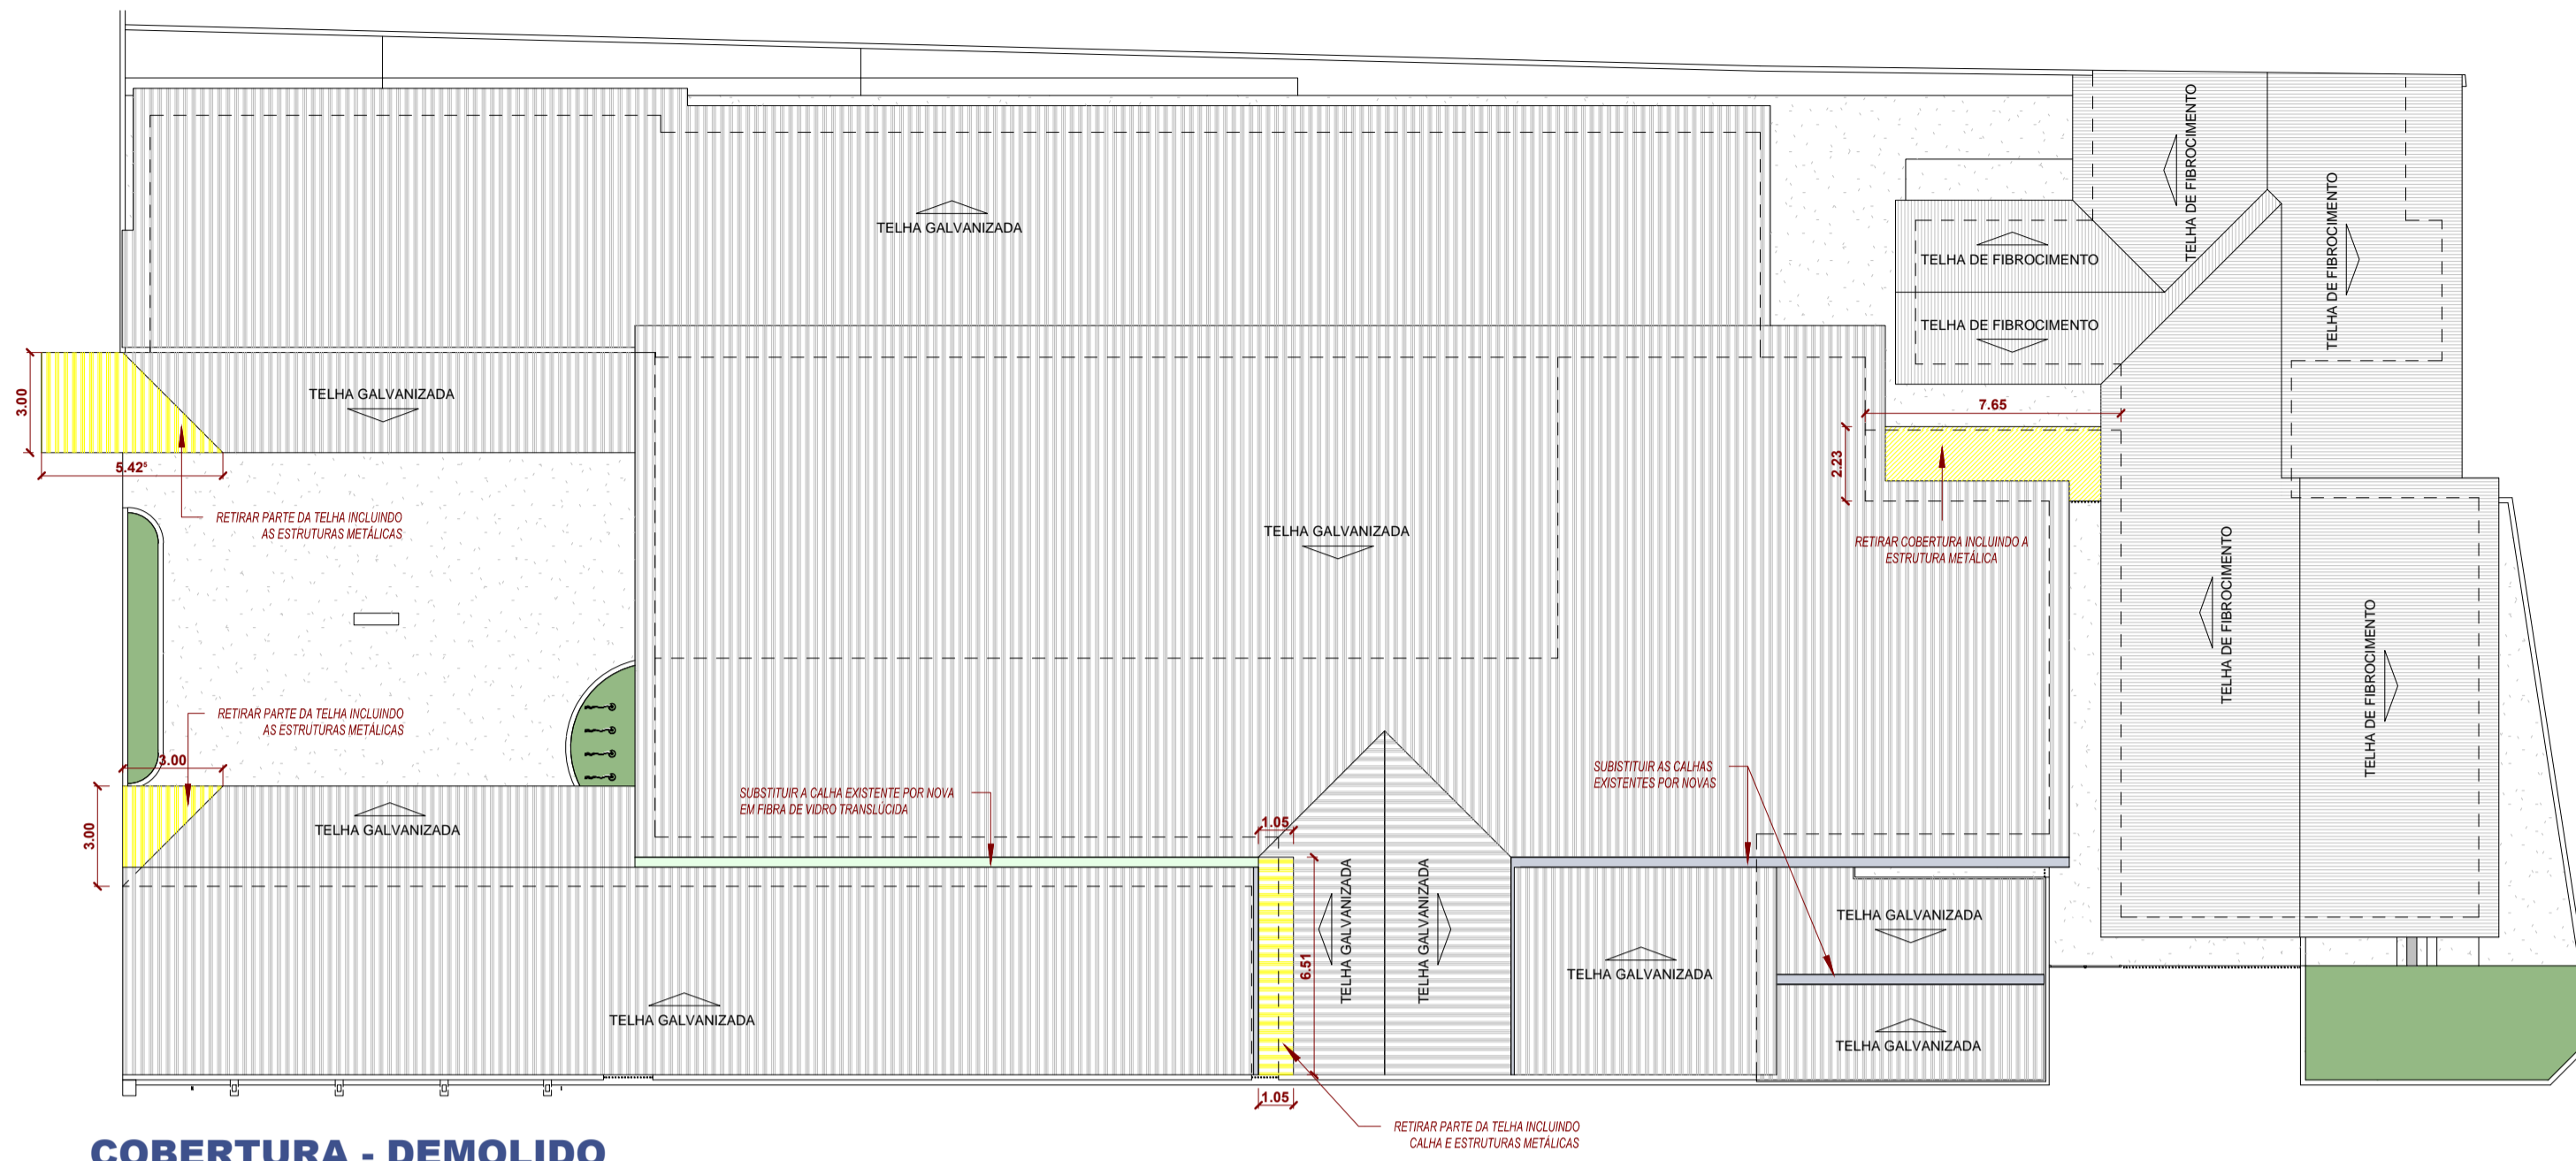 TELHA DE FIBROCIMENTO
TELHA DE FIBROCIMENTO
TELHA GALVANIZADA
TELHA DE FIBROCIMENTO
TELHA DE FIBROCIMENTO
3.00
TELHA GALVANIZADA
7.65
5.42⁵
2.23
RETIRAR PARTE DA TELHA INCLUINDO
AS ESTRUTURAS METÁLICAS
TELHA GALVANIZADA
RETIRAR COBERTURA INCLUINDO A
ESTRUTURA METÁLICA
TELHA DE FIBROCIMENTO
TELHA DE FIBROCIMENTO
RETIRAR PARTE DA TELHA INCLUINDO
AS ESTRUTURAS METÁLICAS
3.00
3.00
TELHA GALVANIZADA
SUBSTITUIR A CALHA EXISTENTE POR NOVA
EM FIBRA DE VIDRO TRANSLÚCIDA
SUBISTITUIR AS CALHAS
EXISTENTES POR NOVAS
1.05
6.51
TELHA GALVANIZADA
TELHA GALVANIZADA
TELHA GALVANIZADA
TELHA GALVANIZADA
TELHA GALVANIZADA
TELHA GALVANIZADA
1.05
RETIRAR PARTE DA TELHA INCLUINDO
CALHA E ESTRUTURAS METÁLICAS
COBERTURA - DEMOLIDO